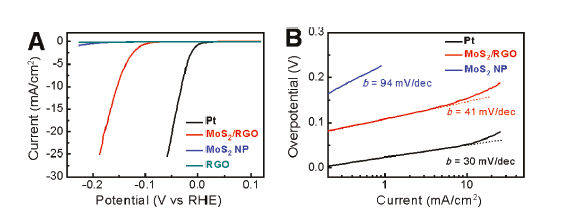 A
0
-5
-10
-15
-20
-25
-30
-0.2
-0.1
0.0
0.1
Current (mA/cm²)
Potential (V vs RHE)
Pt
MoS₂/RGO
MoS₂ NP
RGO
B
0.3
0.2
0.1
0.0
1
10
Overpotential (V)
Current (mA/cm²)
Pt
MoS₂/RGO
MoS₂ NP
b = 94 mV/dec
b = 41 mV/dec
b = 30 mV/dec